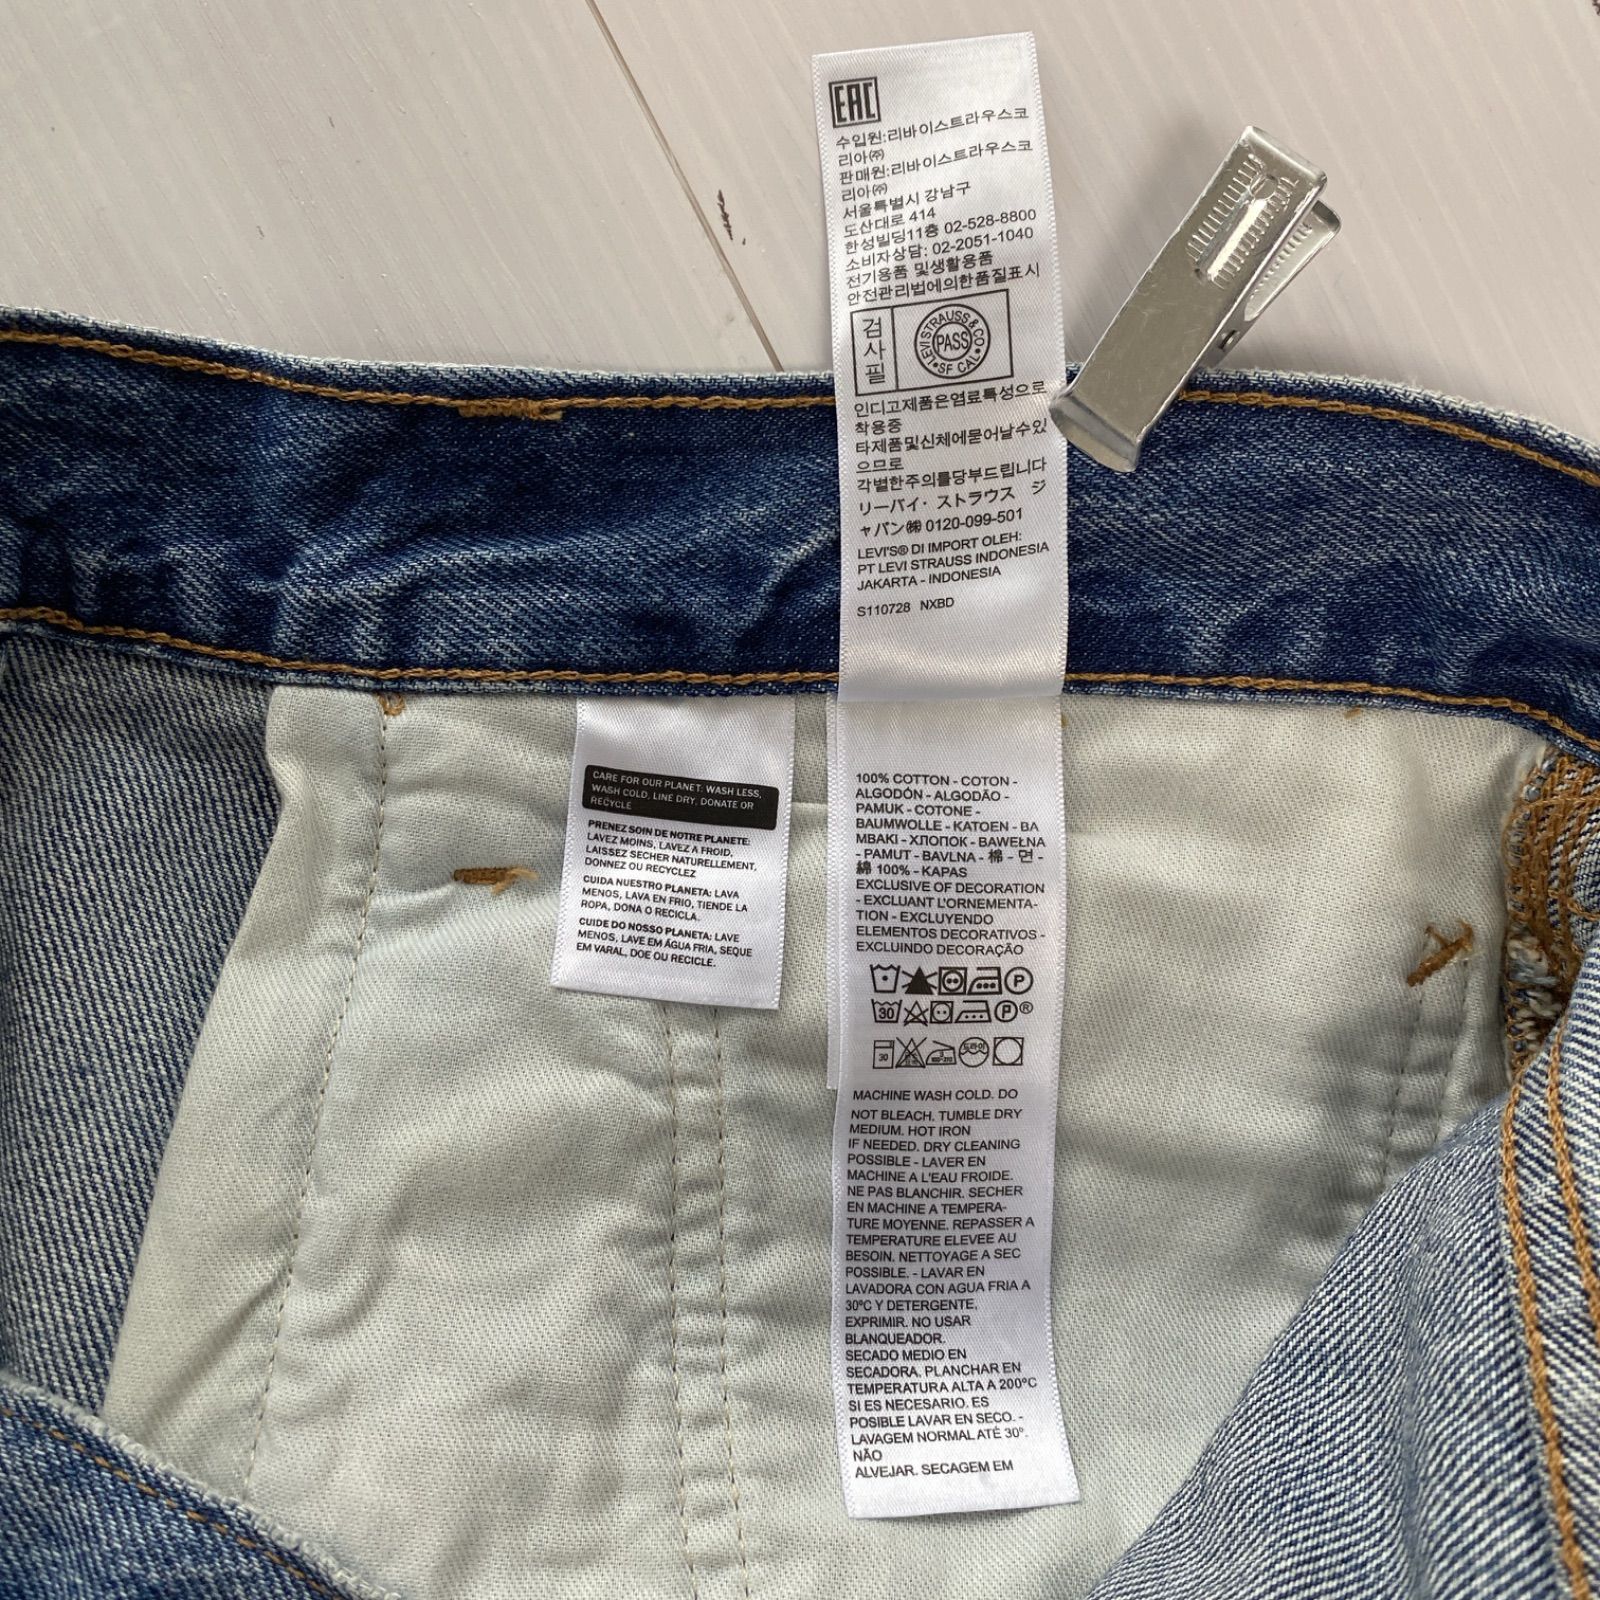 EAC
수입원:리바이스트라우스코
리아㈜
판매원:리바이스트라우스코
리아㈜
서울특별시 강남구
도산대로 414
한성빌딩11층 02-528-8800
소비자상담: 02-2051-1040
전기용품 및생활용품
안전관리법에의한품질표시
검사필
LEVI STRAUSS & CO
PASS
SF CAL
인디고제품은염료특성으로
착용중
타제품및신체에묻어날수있
으므로
각별한주의를당부드립니다
リーバイ・ストラウス ジ
ャパン㈱ 0120-099-501
LEVI'S® DI IMPORT OLEH:
PT LEVI STRAUSS INDONESIA
JAKARTA - INDONESIA
S110728 NXBD
CARE FOR OUR PLANET: WASH LESS,
WASH COLD, LINE DRY, DONATE OR
RECYCLE
PRENEZ SOIN DE NOTRE PLANETE:
LAVEZ MOINS, LAVEZ A FROID,
LAISSEZ SECHER NATURELLEMENT,
DONNEZ OU RECYCLEZ
CUIDA NUESTRO PLANETA: LAVA
MENOS, LAVA EN FRIO, TIENDE LA
ROPA, DONA O RECICLA.
CUIDE DO NOSSO PLANETA: LAVE
MENOS, LAVE EM ÁGUA FRIA, SEQUE
EM VARAL, DOE OU RECICLE.
100% COTTON - COTON -
ALGODÓN - ALGODÃO -
PAMUK - COTONE -
BAUMWOLLE - KATOEN - ΒΑ
ΜΒΑΚΙ - ХЛОПОК - BAWEŁNA
- PAMUT - BAVLNA - 棉 - 면 -
綿 100% - KAPAS
EXCLUSIVE OF DECORATION
- EXCLUANT L'ORNEMENTA-
TION - EXCLUYENDO
ELEMENTOS DECORATIVOS -
EXCLUINDO DECORAÇÃO
P
30 P®
30 드라이
MACHINE WASH COLD. DO
NOT BLEACH. TUMBLE DRY
MEDIUM. HOT IRON
IF NEEDED. DRY CLEANING
POSSIBLE - LAVER EN
MACHINE A L'EAU FROIDE.
NE PAS BLANCHIR. SECHER
EN MACHINE A TEMPERA-
TURE MOYENNE. REPASSER A
TEMPERATURE ELEVEE AU
BESOIN. NETTOYAGE A SEC
POSSIBLE. - LAVAR EN
LAVADORA CON AGUA FRIA A
30ºC Y DETERGENTE,
EXPRIMIR. NO USAR
BLANQUEADOR.
SECADO MEDIO EN
SECADORA, PLANCHAR EN
TEMPERATURA ALTA A 200ºC
SI ES NECESARIO. ES
POSIBLE LAVAR EN SECO. -
LAVAGEM NORMAL ATÉ 30º.
NÃO
ALVEJAR. SECAGEM EM